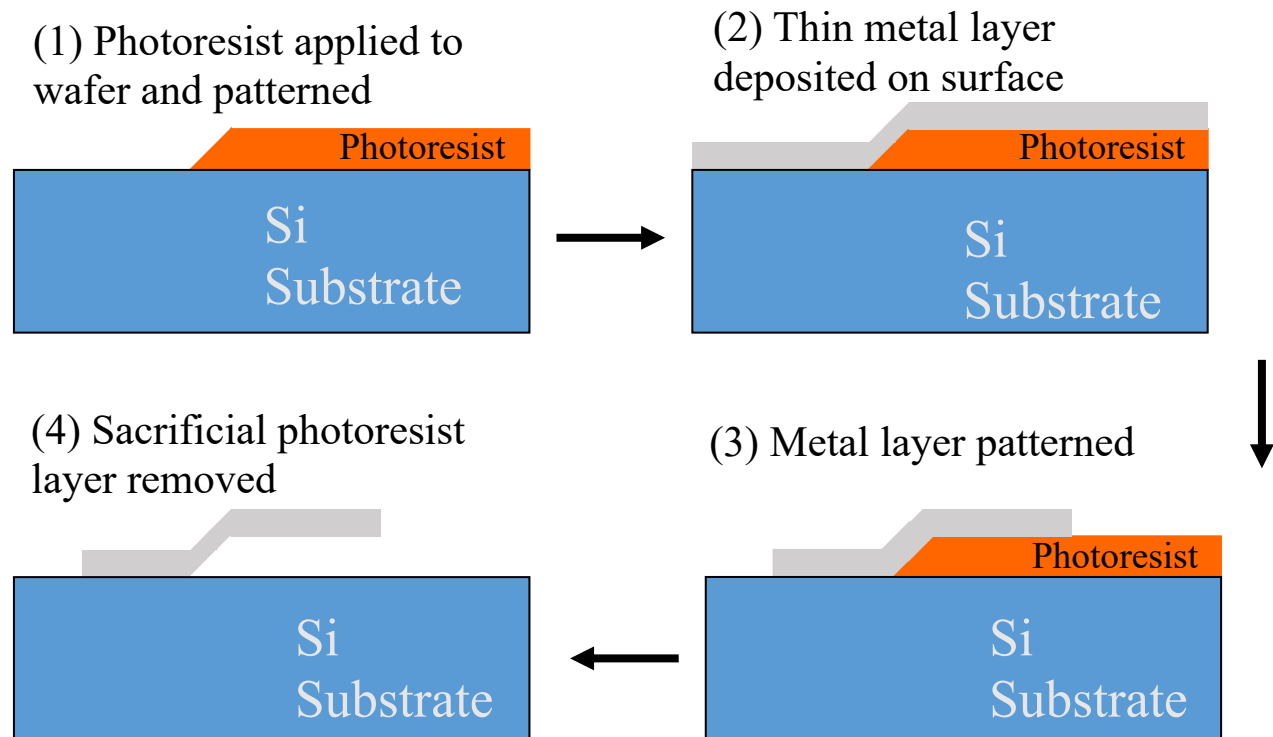 (1) Photoresist applied to
wafer and patterned
Photoresist
Si
Substrate
(2) Thin metal layer
deposited on surface
Photoresist
Si
Substrate
(4) Sacrificial photoresist
layer removed
Si
Substrate
(3) Metal layer patterned
Photoresist
Si
Substrate